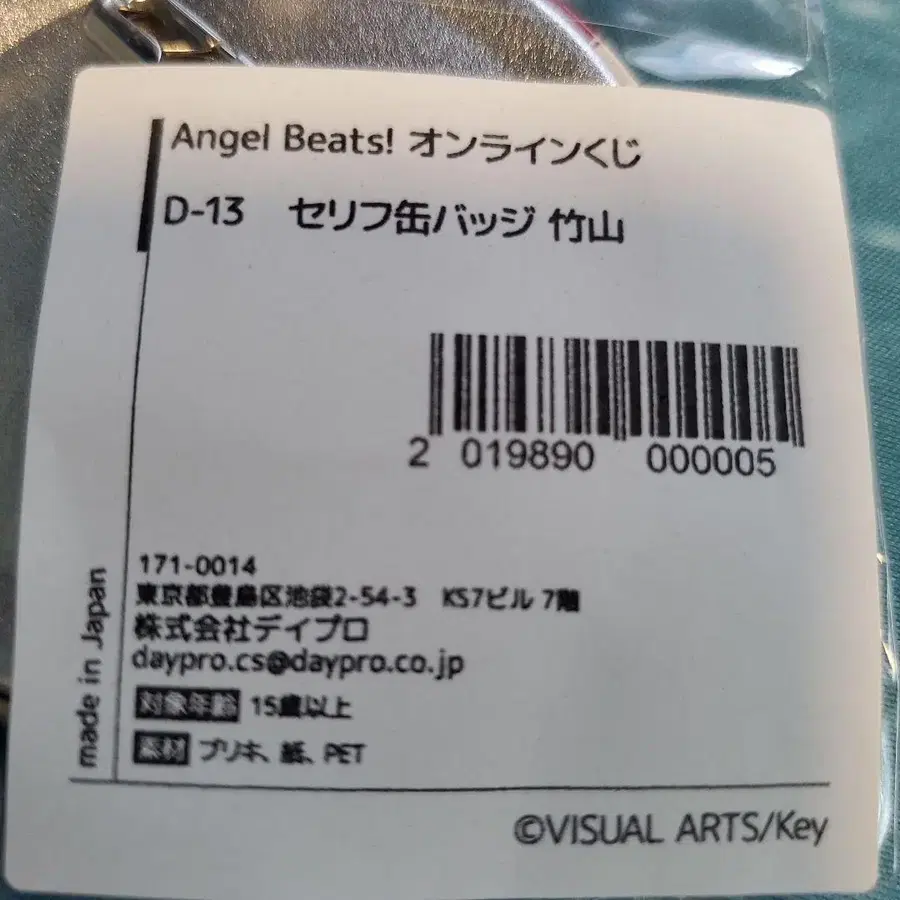 Angel Beats! オンラインくじ
D-13 セリフ缶バッジ 竹山
2 019890 000005
171-0014
東京都豊島区池袋2-54-3 KS7ビル 7階
株式会社デイプロ
daypro.cs@daypro.co.jp
対象年齢 15歳以上
素材 ブリキ、紙、PET
made in Japan
©VISUAL ARTS/Key